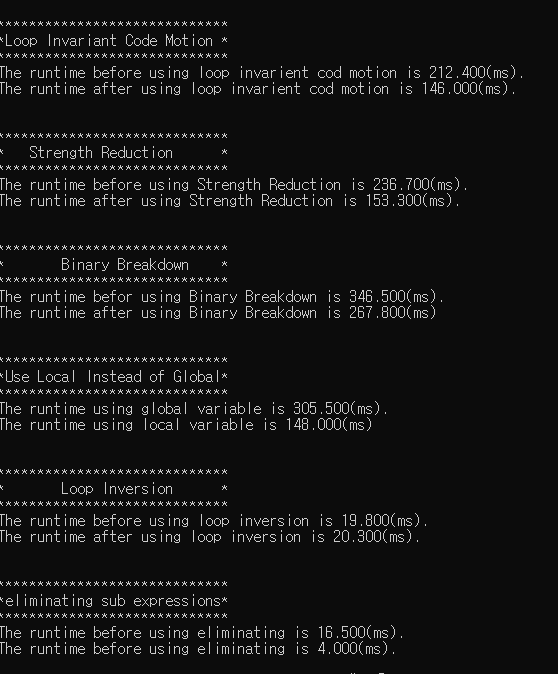 *****************************
*Loop Invariant Code Motion *
*****************************
The runtime before using loop invarient cod motion is 212.400(ms).
The runtime after using loop invarient cod motion is 146.000(ms).
*****************************
*   Strength Reduction      *
*****************************
The runtime before using Strength Reduction is 236.700(ms).
The runtime after using Strength Reduction is 153.300(ms).
*****************************
*       Binary Breakdown    *
*****************************
The runtime befor using Binary Breakdown is 346.500(ms).
The runtime after using Binary Breakdown is 267.800(ms)
*****************************
*Use Local Instead of Global*
*****************************
The runtime using global variable is 305.500(ms).
The runtime using local variable is 148.000(ms)
*****************************
*       Loop Inversion      *
*****************************
The runtime before using loop inversion is 19.800(ms).
The runtime after using loop inversion is 20.300(ms).
*****************************
*eliminating sub expressions*
*****************************
The runtime before using eliminating is 16.500(ms).
The runtime before using eliminating is 4.000(ms).